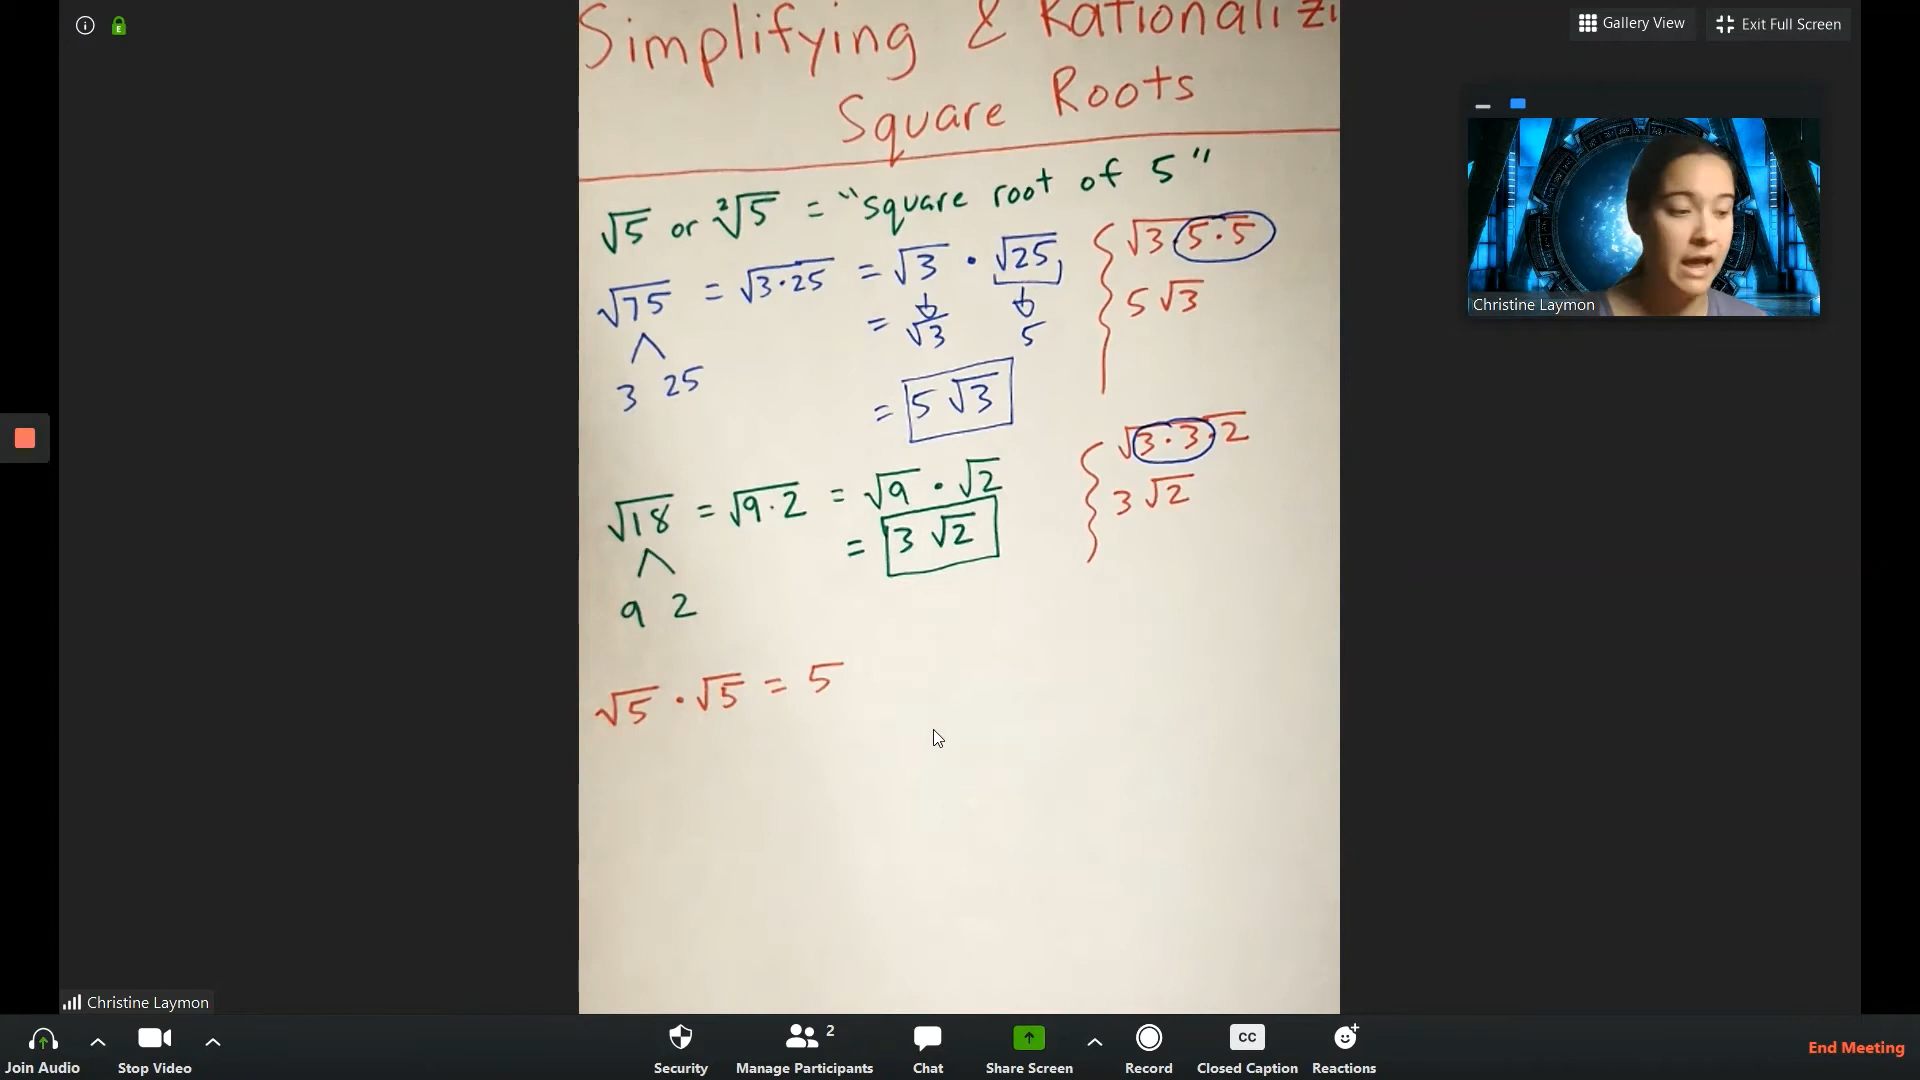 Gallery View
Exit Full Screen
Simplifying & Rationalizi
Square Roots
√5 or ²√5 = "square root of 5"
√75 = √3·25 = √3 · √25
= √3 5
3 25
= 5√3
√3·5·5
5√3
√18 = √9·2 = √9 · √2
= 3√2
9 2
√3·3·2
3√2
√5 · √5 = 5
Christine Laymon
Christine Laymon
Join Audio
Stop Video
Security
2
Manage Participants
Chat
Share Screen
Record
CC
Closed Caption
Reactions
End Meeting